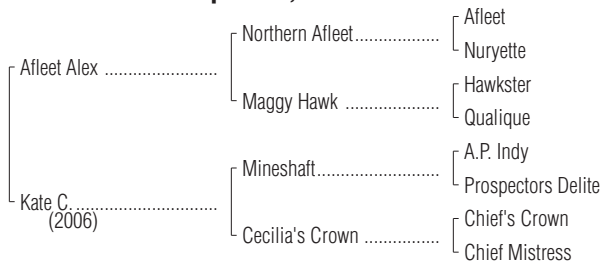 Afleet
Northern Afleet..................
Nuryette
Afleet Alex ........................
Hawkster
Maggy Hawk ....................
Qualique
A.P. Indy
Mineshaft..........................
Prospectors Delite
Kate C. ..............................
(2006)
Chief's Crown
Cecilia's Crown ................
Chief Mistress